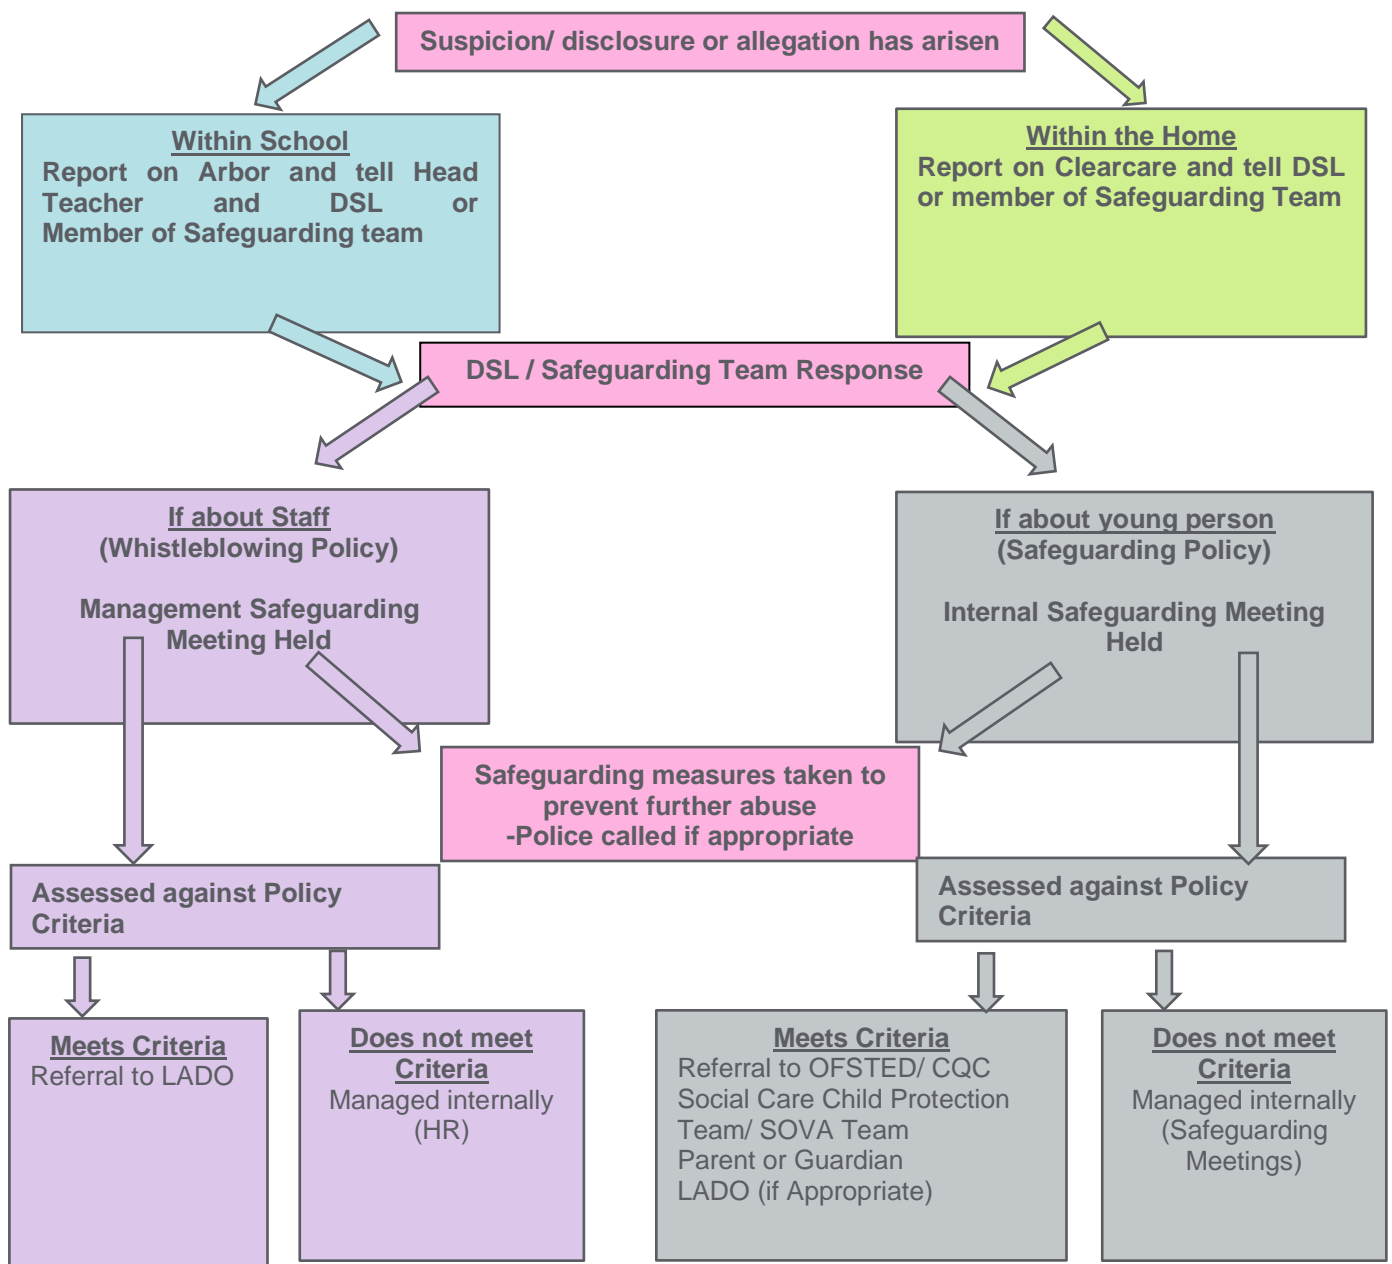 Suspicion/ disclosure or allegation has arisen
Within School
Report on Arbor and tell Head
Teacher and DSL or
Member of Safeguarding team
Within the Home
Report on Clearcare and tell DSL
or member of Safeguarding Team
DSL / Safeguarding Team Response
If about Staff
(Whistleblowing Policy)
Management Safeguarding
Meeting Held
If about young person
(Safeguarding Policy)
Internal Safeguarding Meeting
Held
Safeguarding measures taken to
prevent further abuse
-Police called if appropriate
Assessed against Policy
Criteria
Assessed against Policy
Criteria
Meets Criteria
Referral to LADO
Does not meet
Criteria
Managed internally
(HR)
Meets Criteria
Referral to OFSTED/ CQC
Social Care Child Protection
Team/ SOVA Team
Parent or Guardian
LADO (if Appropriate)
Does not meet
Criteria
Managed internally
(Safeguarding
Meetings)